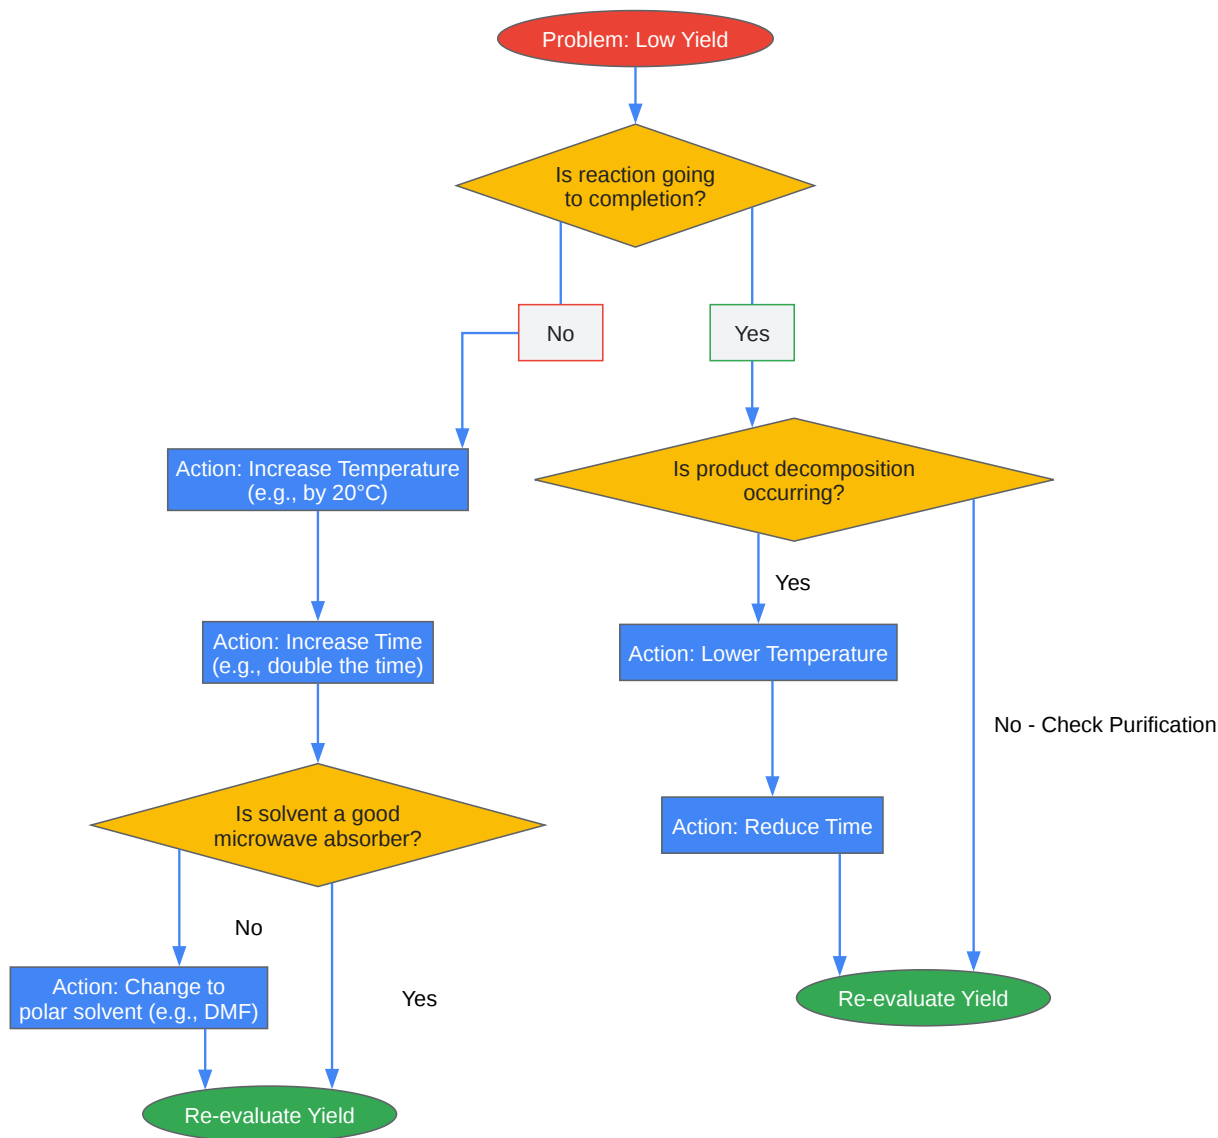 Problem: Low Yield
Is reaction going
to completion?
No
Yes
Action: Increase Temperature
(e.g., by 20°C)
Is product decomposition
occurring?
Yes
Action: Increase Time
(e.g., double the time)
Action: Lower Temperature
No - Check Purification
Is solvent a good
microwave absorber?
Action: Reduce Time
No
Action: Change to
polar solvent (e.g., DMF)
Yes
Re-evaluate Yield
Re-evaluate Yield